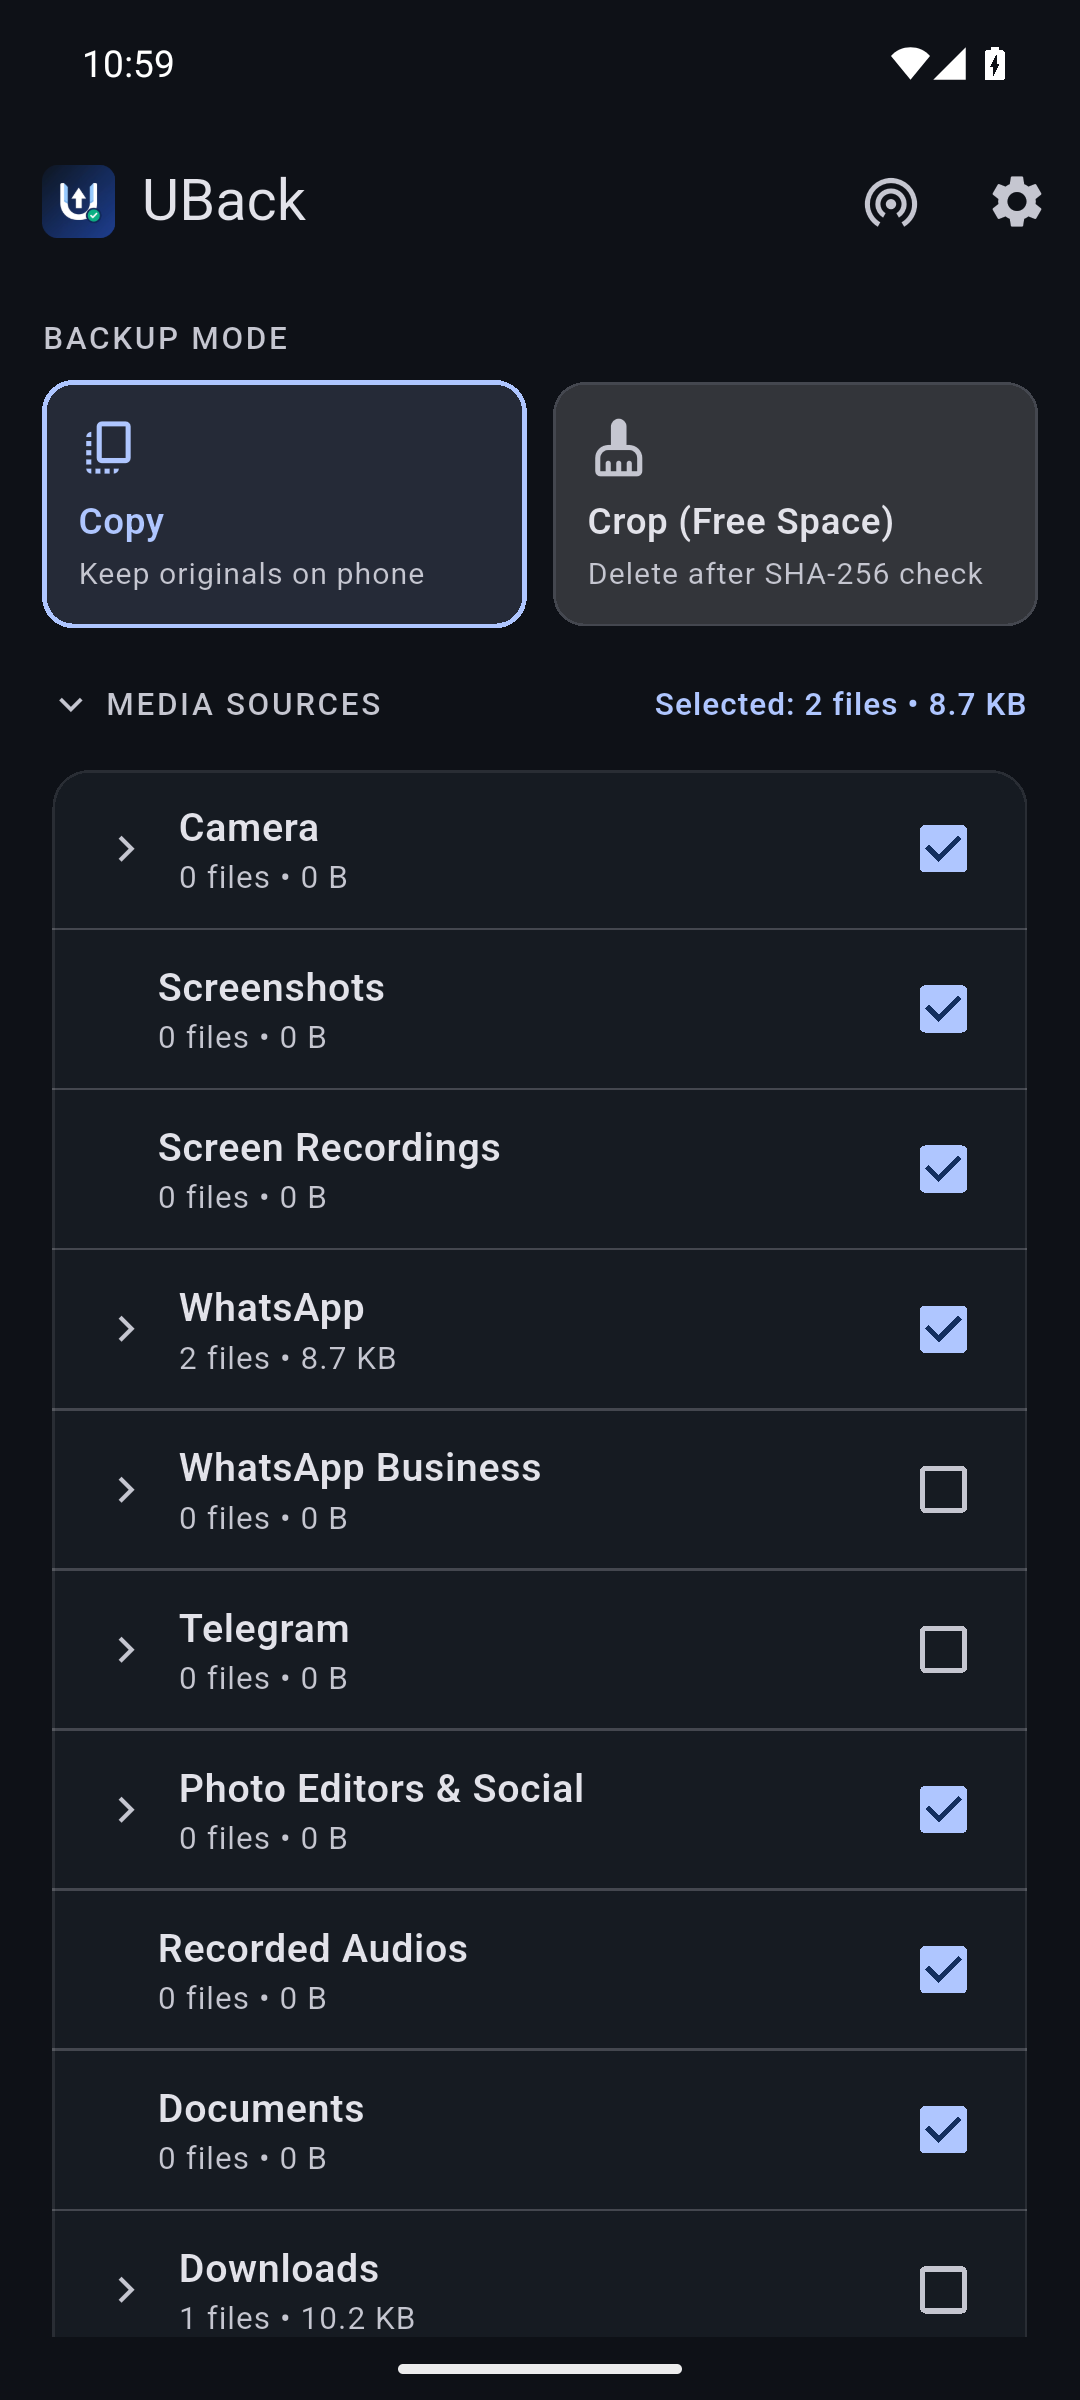 10:59
UBack
BACKUP MODE
Copy
Keep originals on phone
Crop (Free Space)
Delete after SHA-256 check
MEDIA SOURCES
Selected: 2 files • 8.7 KB
Camera
0 files • 0 B
Screenshots
0 files • 0 B
Screen Recordings
0 files • 0 B
WhatsApp
2 files • 8.7 KB
WhatsApp Business
0 files • 0 B
Telegram
0 files • 0 B
Photo Editors & Social
0 files • 0 B
Recorded Audios
0 files • 0 B
Documents
0 files • 0 B
Downloads
1 files • 10.2 KB